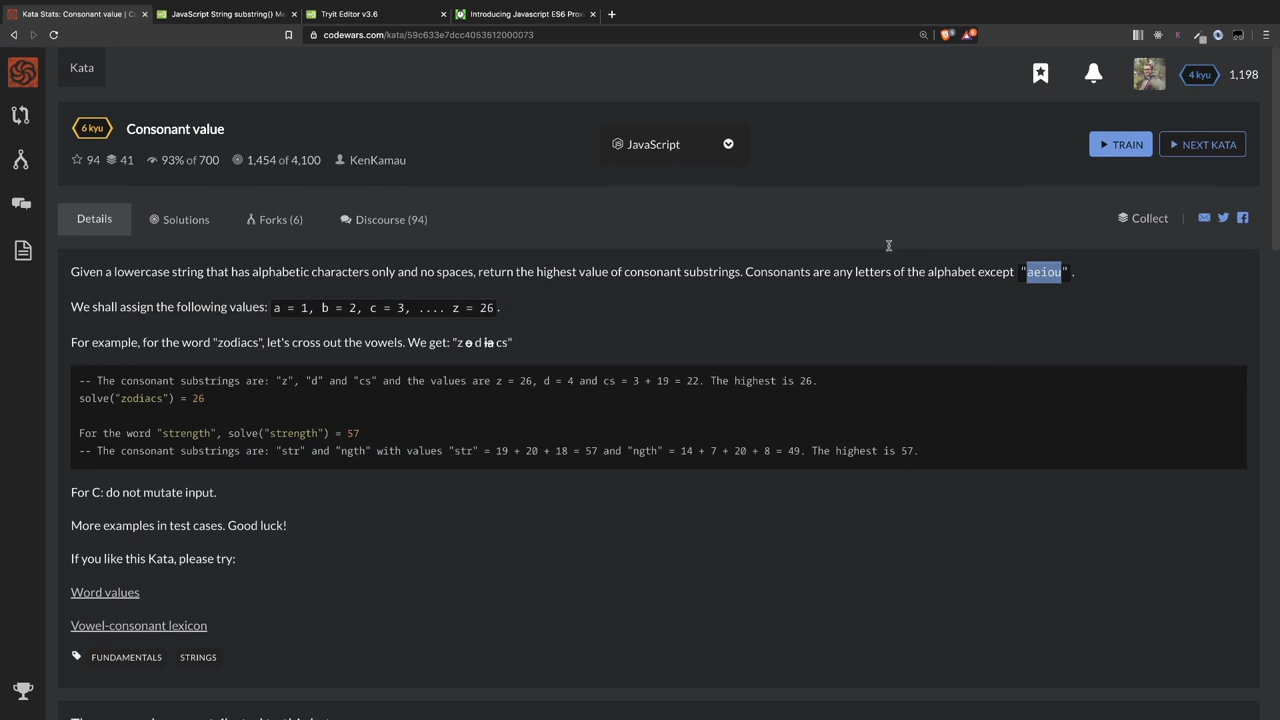 Kata Stats: Consonant value | C
JavaScript String substring() Me
Tryit Editor v3.6
Introducing Javascript ES6 Prox
codewars.com/kata/59c633e7dcc4053512000073
Kata
4 kyu
1,198
6 kyu
Consonant value
94
41
93% of 700
1,454 of 4,100
KenKamau
JavaScript
TRAIN
NEXT KATA
Details
Solutions
Forks (6)
Discourse (94)
Collect
Given a lowercase string that has alphabetic characters only and no spaces, return the highest value of consonant substrings. Consonants are any letters of the alphabet except "aeiou".
We shall assign the following values: a = 1, b = 2, c = 3, .... z = 26.
For example, for the word "zodiacs", let's cross out the vowels. We get: "zodiacs"
-- The consonant substrings are: "z", "d" and "cs" and the values are z = 26, d = 4 and cs = 3 + 19 = 22. The highest is 26.
solve("zodiacs") = 26
For the word "strength", solve("strength") = 57
-- The consonant substrings are: "str" and "ngth" with values "str" = 19 + 20 + 18 = 57 and "ngth" = 14 + 7 + 20 + 8 = 49. The highest is 57.
For C: do not mutate input.
More examples in test cases. Good luck!
If you like this Kata, please try:
Word values
Vowel-consonant lexicon
FUNDAMENTALS
STRINGS